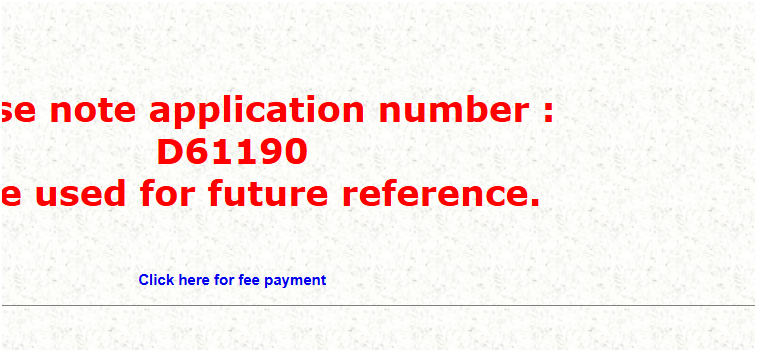 se note application number :
D61190
e used for future reference.
Click here for fee payment